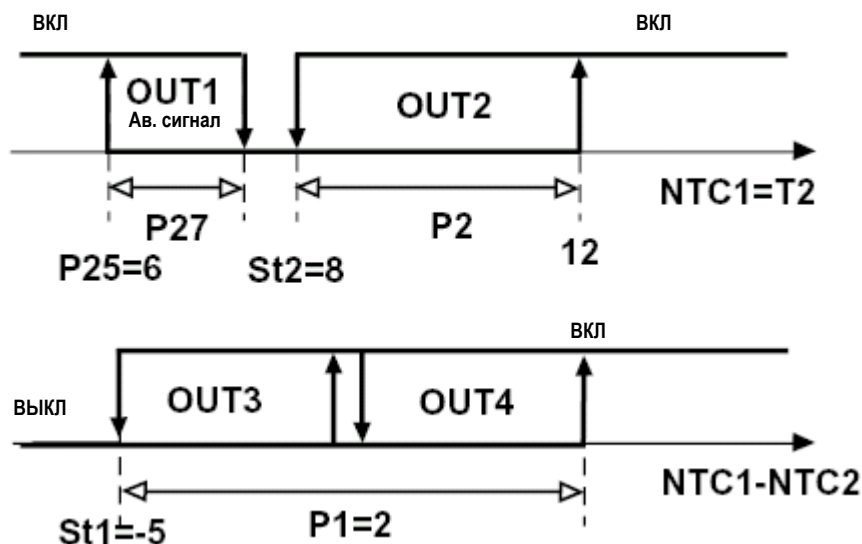 ВКЛ ВКЛ
OUT1 OUT2
Ав. сигнал
NTC1=T2
P27 P2
P25=6 St2=8 12
ВКЛ
ВЫКЛ OUT3 OUT4
NTC1-NTC2
St1=-5 P1=2